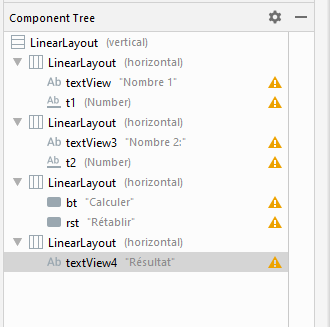 Component Tree
LinearLayout (vertical)
LinearLayout (horizontal)
Ab textView "Nombre 1"
Ab t1 (Number)
LinearLayout (horizontal)
Ab textView3 "Nombre 2:"
Ab t2 (Number)
LinearLayout (horizontal)
bt "Calculer"
rst "Rétablir"
LinearLayout (horizontal)
Ab textView4 "Résultat"